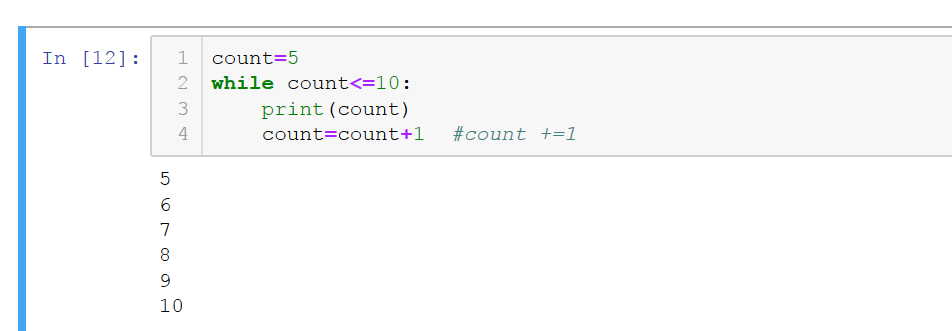 In [12]:
1 count=5
2 while count<=10:
3     print(count)
4     count=count+1  #count +=1
5
6
7
8
9
10